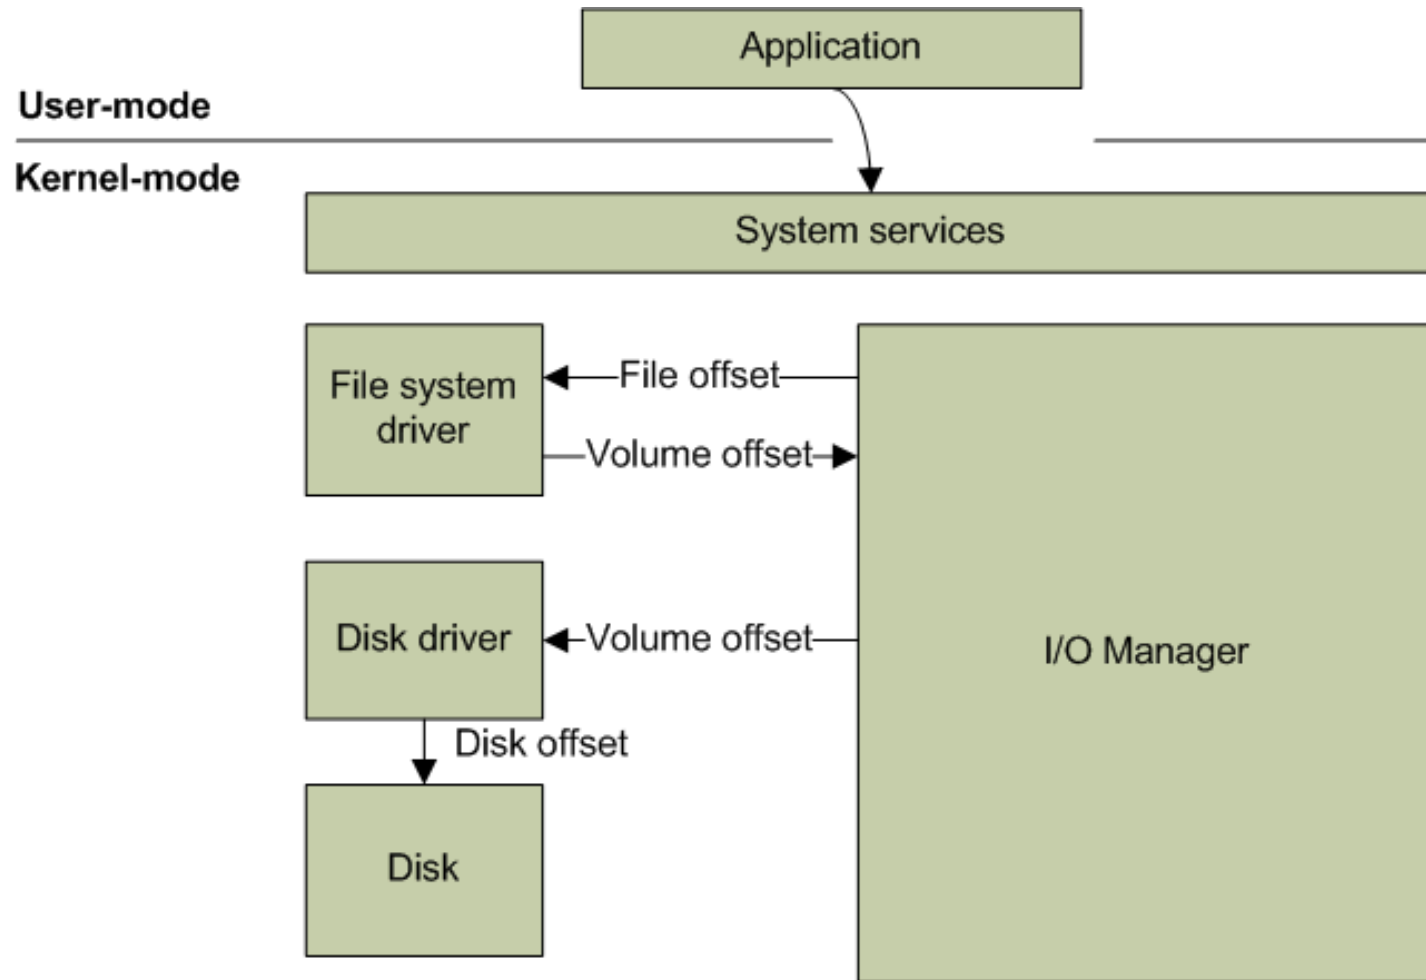 Application
User-mode
Kernel-mode
System services
File system
driver
File offset
Volume offset
Disk driver
Volume offset
I/O Manager
Disk offset
Disk